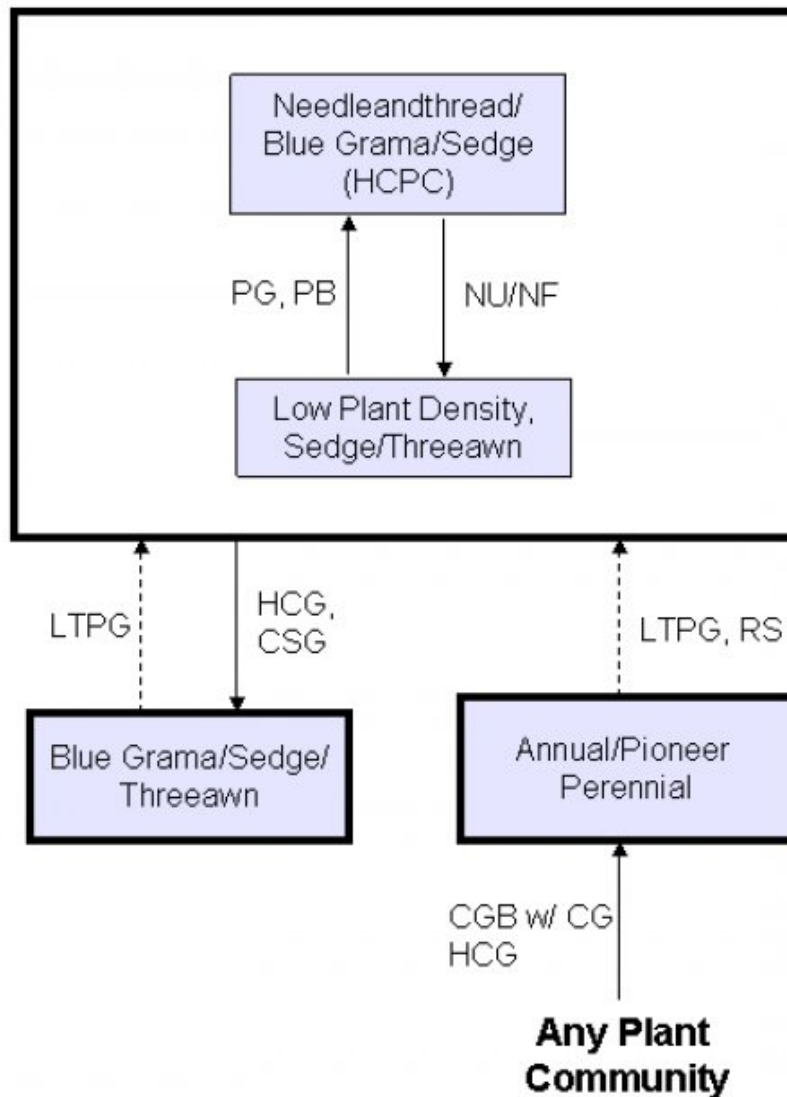 Needleandthread/
Blue Grama/Sedge
(HCPC)
PG, PB
NU/NF
Low Plant Density,
Sedge/Threeawn
LTPG
HCG,
CSG
LTPG, RS
Blue Grama/Sedge/
Threeawn
Annual/Pioneer
Perennial
CGB w/ CG
HCG
Any Plant
Community